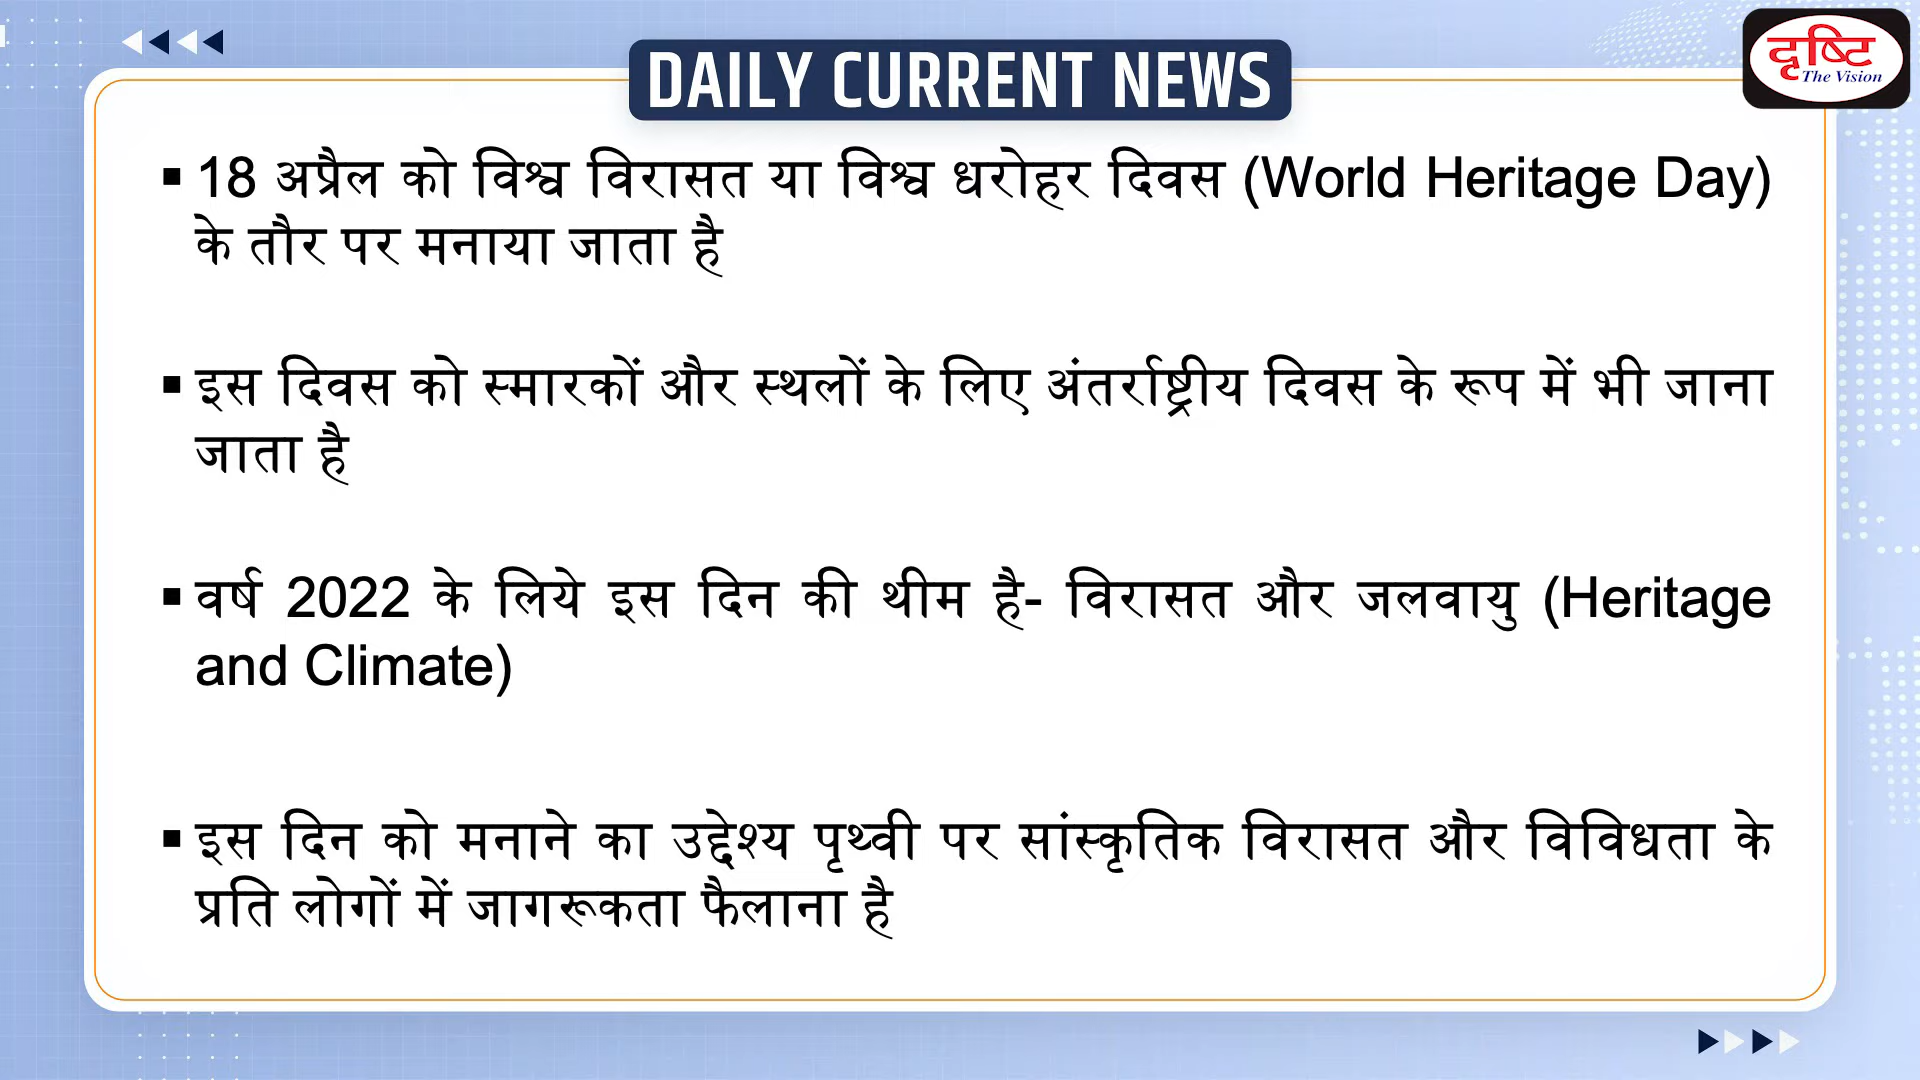 DAILY CURRENT NEWS
दृष्टि
The Vision
▪ 18 अप्रैल को विश्व विरासत या विश्व धरोहर दिवस (World Heritage Day)
के तौर पर मनाया जाता है
▪ इस दिवस को स्मारकों और स्थलों के लिए अंतर्राष्ट्रीय दिवस के रूप में भी जाना
जाता है
▪ वर्ष 2022 के लिये इस दिन की थीम है- विरासत और जलवायु (Heritage
and Climate)
▪ इस दिन को मनाने का उद्देश्य पृथ्वी पर सांस्कृतिक विरासत और विविधता के
प्रति लोगों में जागरूकता फैलाना है